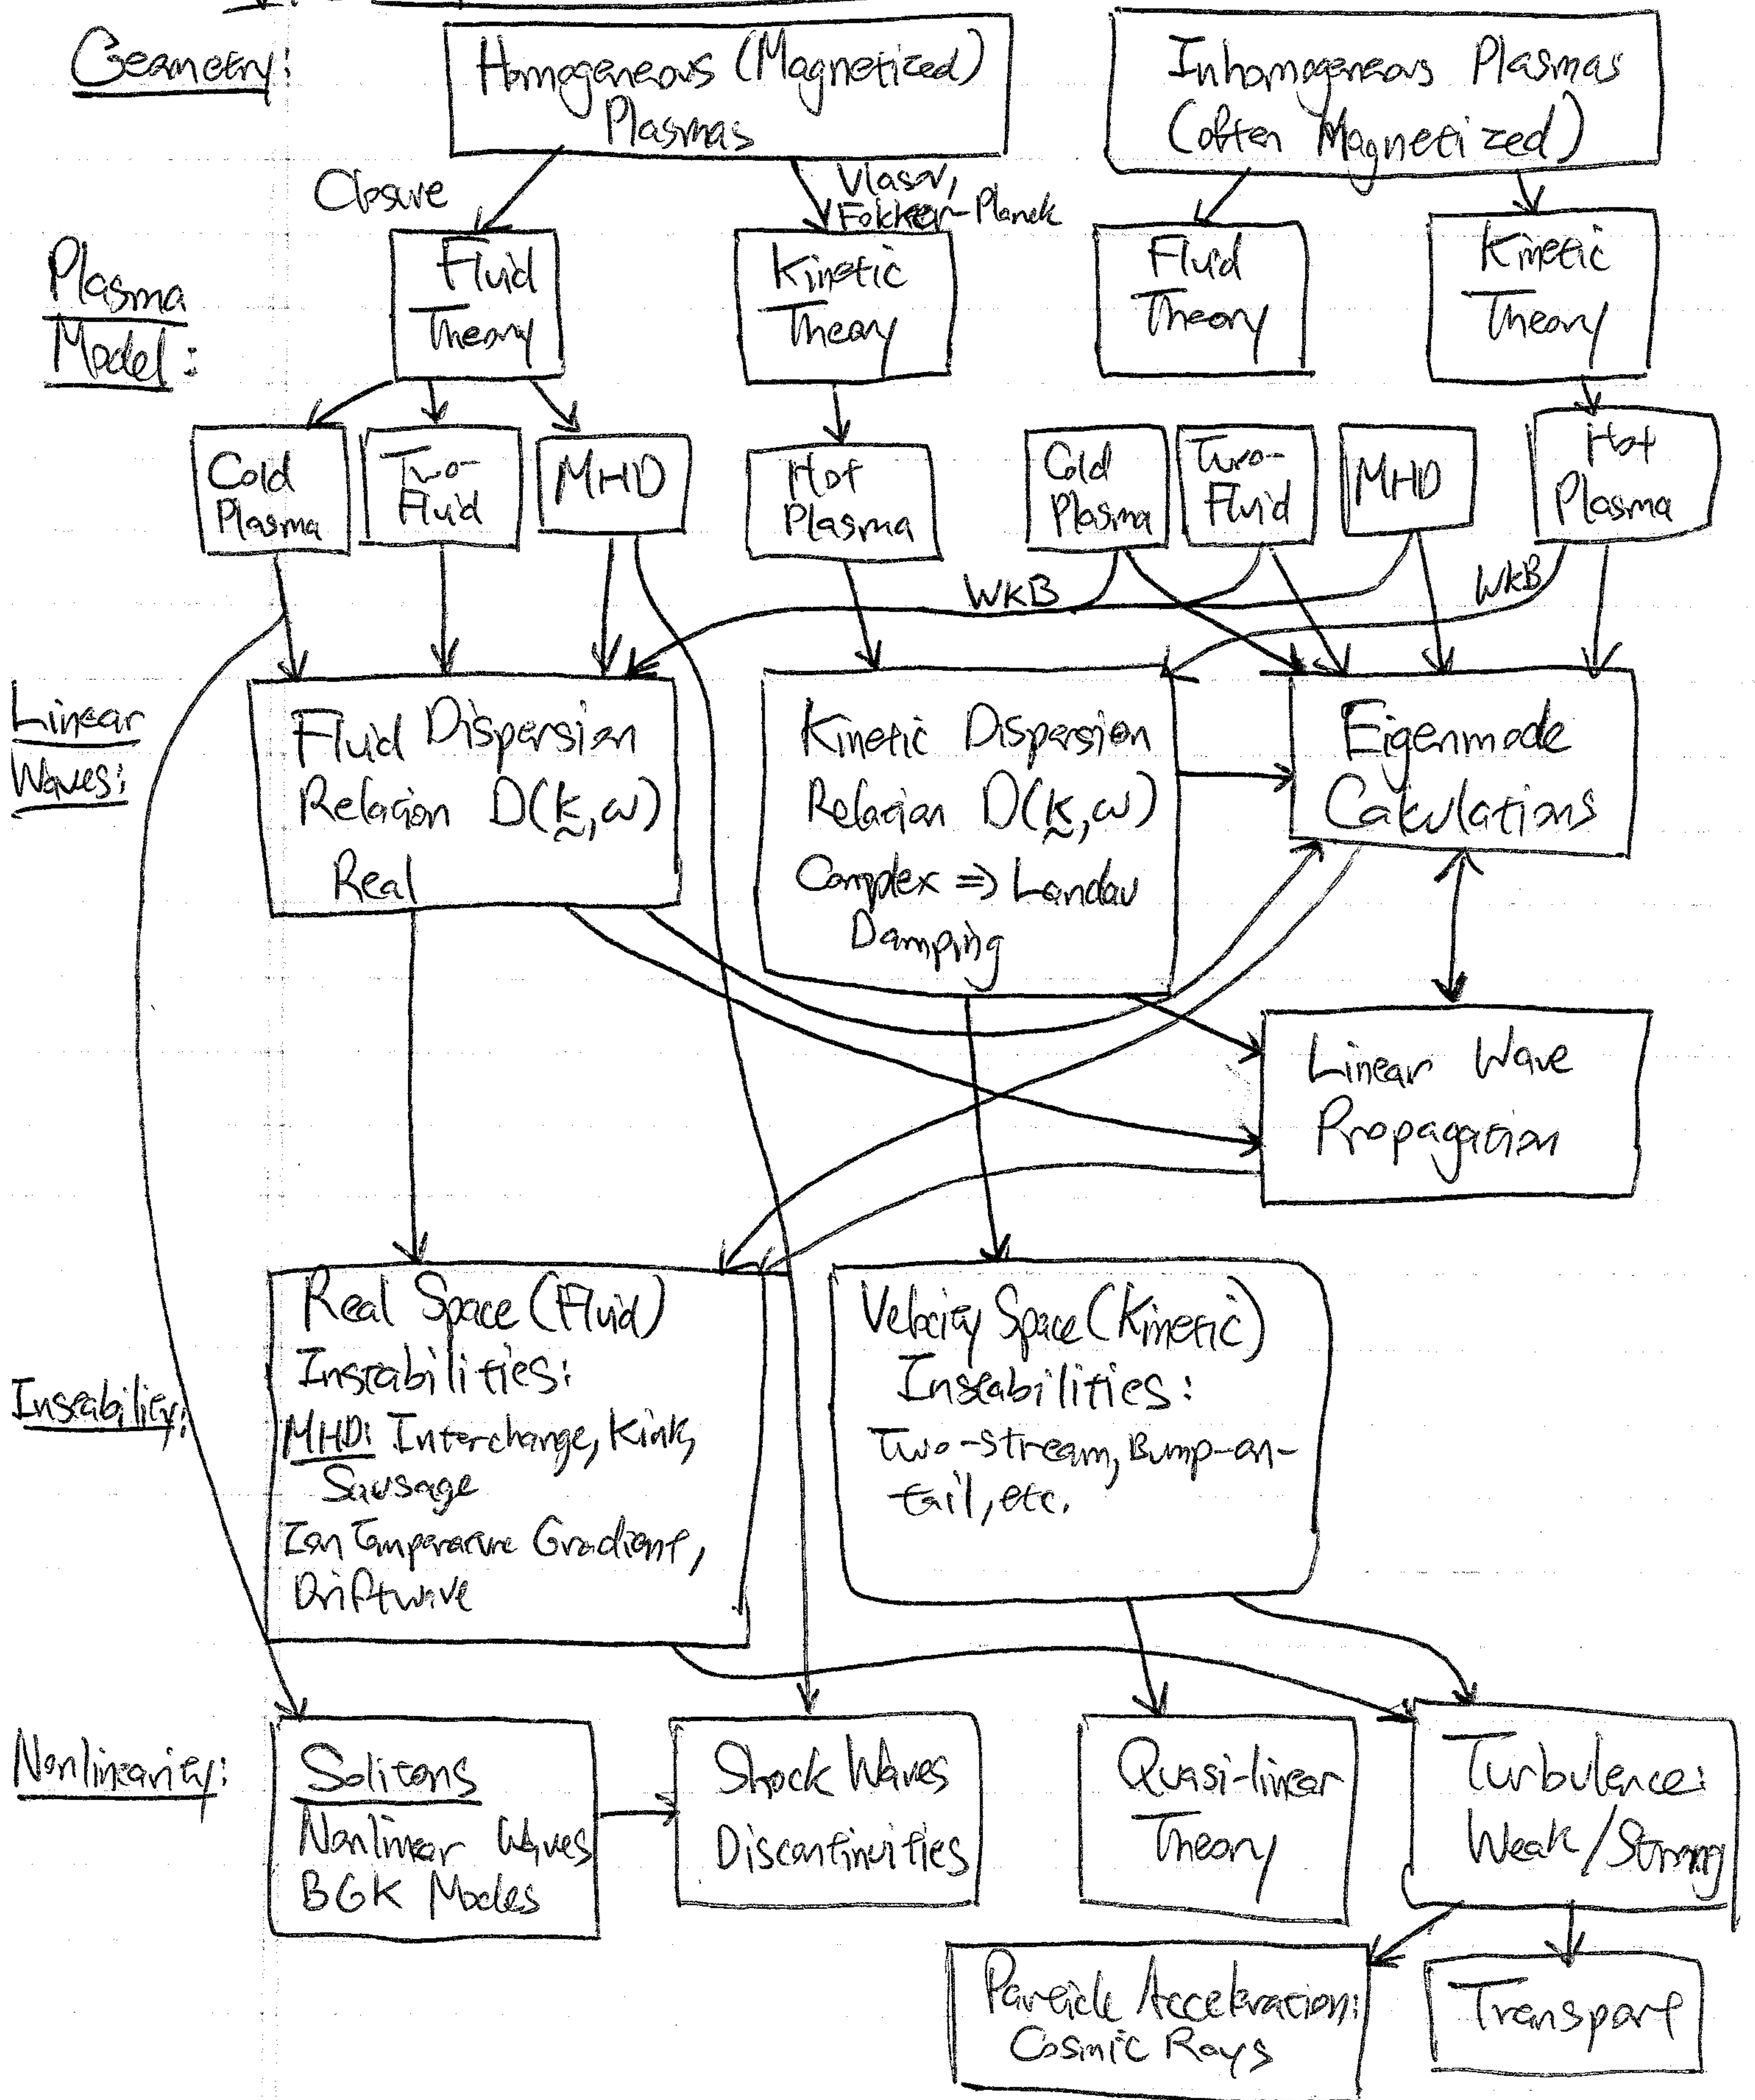 Geometry:
Homogeneous (Magnetized)
Plasmas
Inhomogeneous Plasmas
(often Magnetized)
Closure
Vlasov,
Fokker-Planck
Plasma
Model:
Fluid
Theory
Kinetic
Theory
Fluid
Theory
Kinetic
Theory
Cold
Plasma
Two-
Fluid
MHD
Hot
Plasma
Cold
Plasma
Two-
Fluid
MHD
Hot
Plasma
WKB
WKB
Linear
Waves:
Fluid Dispersion
Relation D(k,ω)
Real
Kinetic Dispersion
Relation D(k,ω)
Complex ⇒ Landau
Damping
Eigenmode
Calculations
Linear Wave
Propagation
Instability:
Real Space (Fluid)
Instabilities:
MHD: Interchange, Kink,
Sausage
Ion Temperature Gradient,
Driftwave
Velocity Space (Kinetic)
Instabilities:
Two-stream, Bump-on-
tail, etc.
Nonlinearity:
Solitons
Nonlinear Waves
BGK Modes
Shock Waves
Discontinuities
Quasi-linear
Theory
Turbulence:
Weak/Strong
Particle Acceleration:
Cosmic Rays
Transport